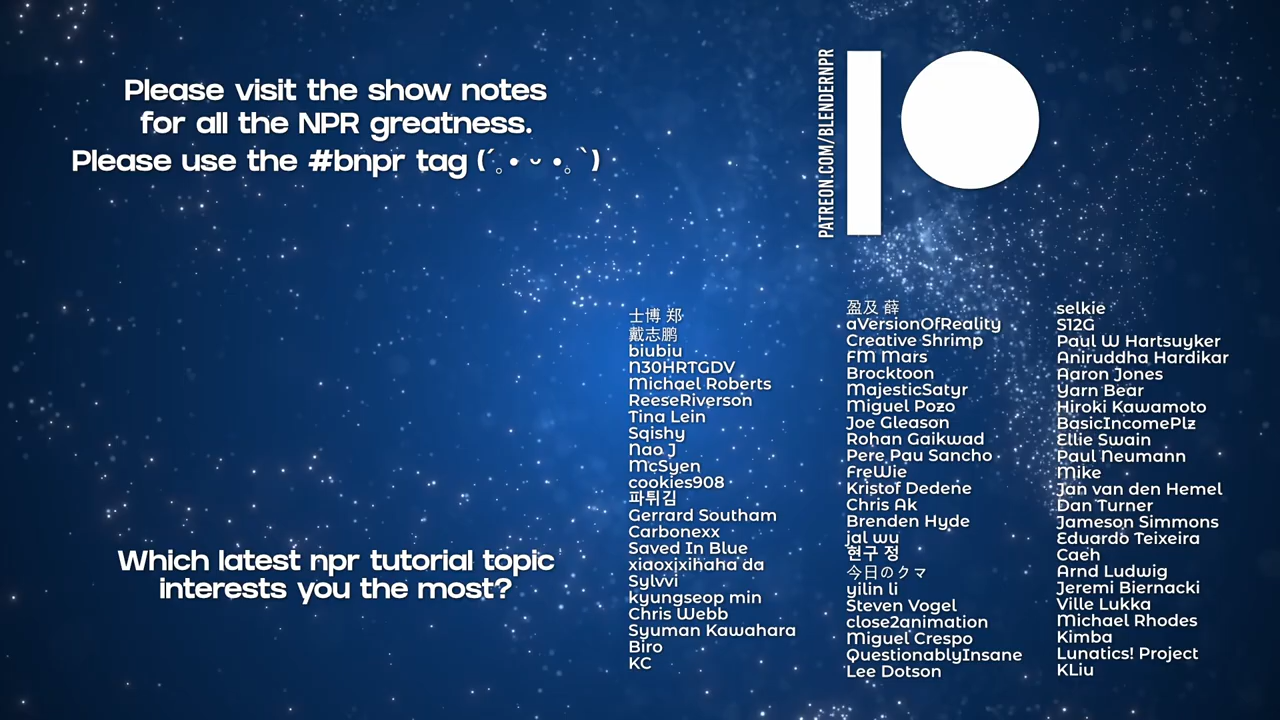 Please visit the show notes
for all the NPR greatness.
Please use the #bnpr tag (´｡• ᵕ •｡`)
PATREON.COM/BLENDERNPR
士博 郑
戴志鹏
biubiu
N30HRTGDV
Michael Roberts
ReeseRiverson
Tina Lein
Sqishy
Nao J
McSyen
cookies908
파튀김
Gerrard Southam
Carbonexx
Saved In Blue
xiaoxixihaha da
Sylvvi
kyungseop min
Chris Webb
Syuman Kawahara
Biro
KC
盈及 薛
aVersionOfReality
Creative Shrimp
FM Mars
Brocktoon
MajesticSatyr
Miguel Pozo
Joe Gleason
Rohan Gaikwad
Pere Pau Sancho
FreWie
Kristof Dedene
Chris Ak
Brenden Hyde
jal wu
현구 정
今日のクマ
yilin li
Steven Vogel
close2animation
Miguel Crespo
QuestionablyInsane
Lee Dotson
selkie
S12G
Paul W Hartsuyker
Aniruddha Hardikar
Aaron Jones
Yarn Bear
Hiroki Kawamoto
BasicIncomePlz
Ellie Swain
Paul Neumann
Mike
Jan van den Hemel
Dan Turner
Jameson Simmons
Eduardo Teixeira
Caeh
Arnd Ludwig
Jeremi Biernacki
Ville Lukka
Michael Rhodes
Kimba
Lunatics! Project
KLiu
Which latest npr tutorial topic
interests you the most?